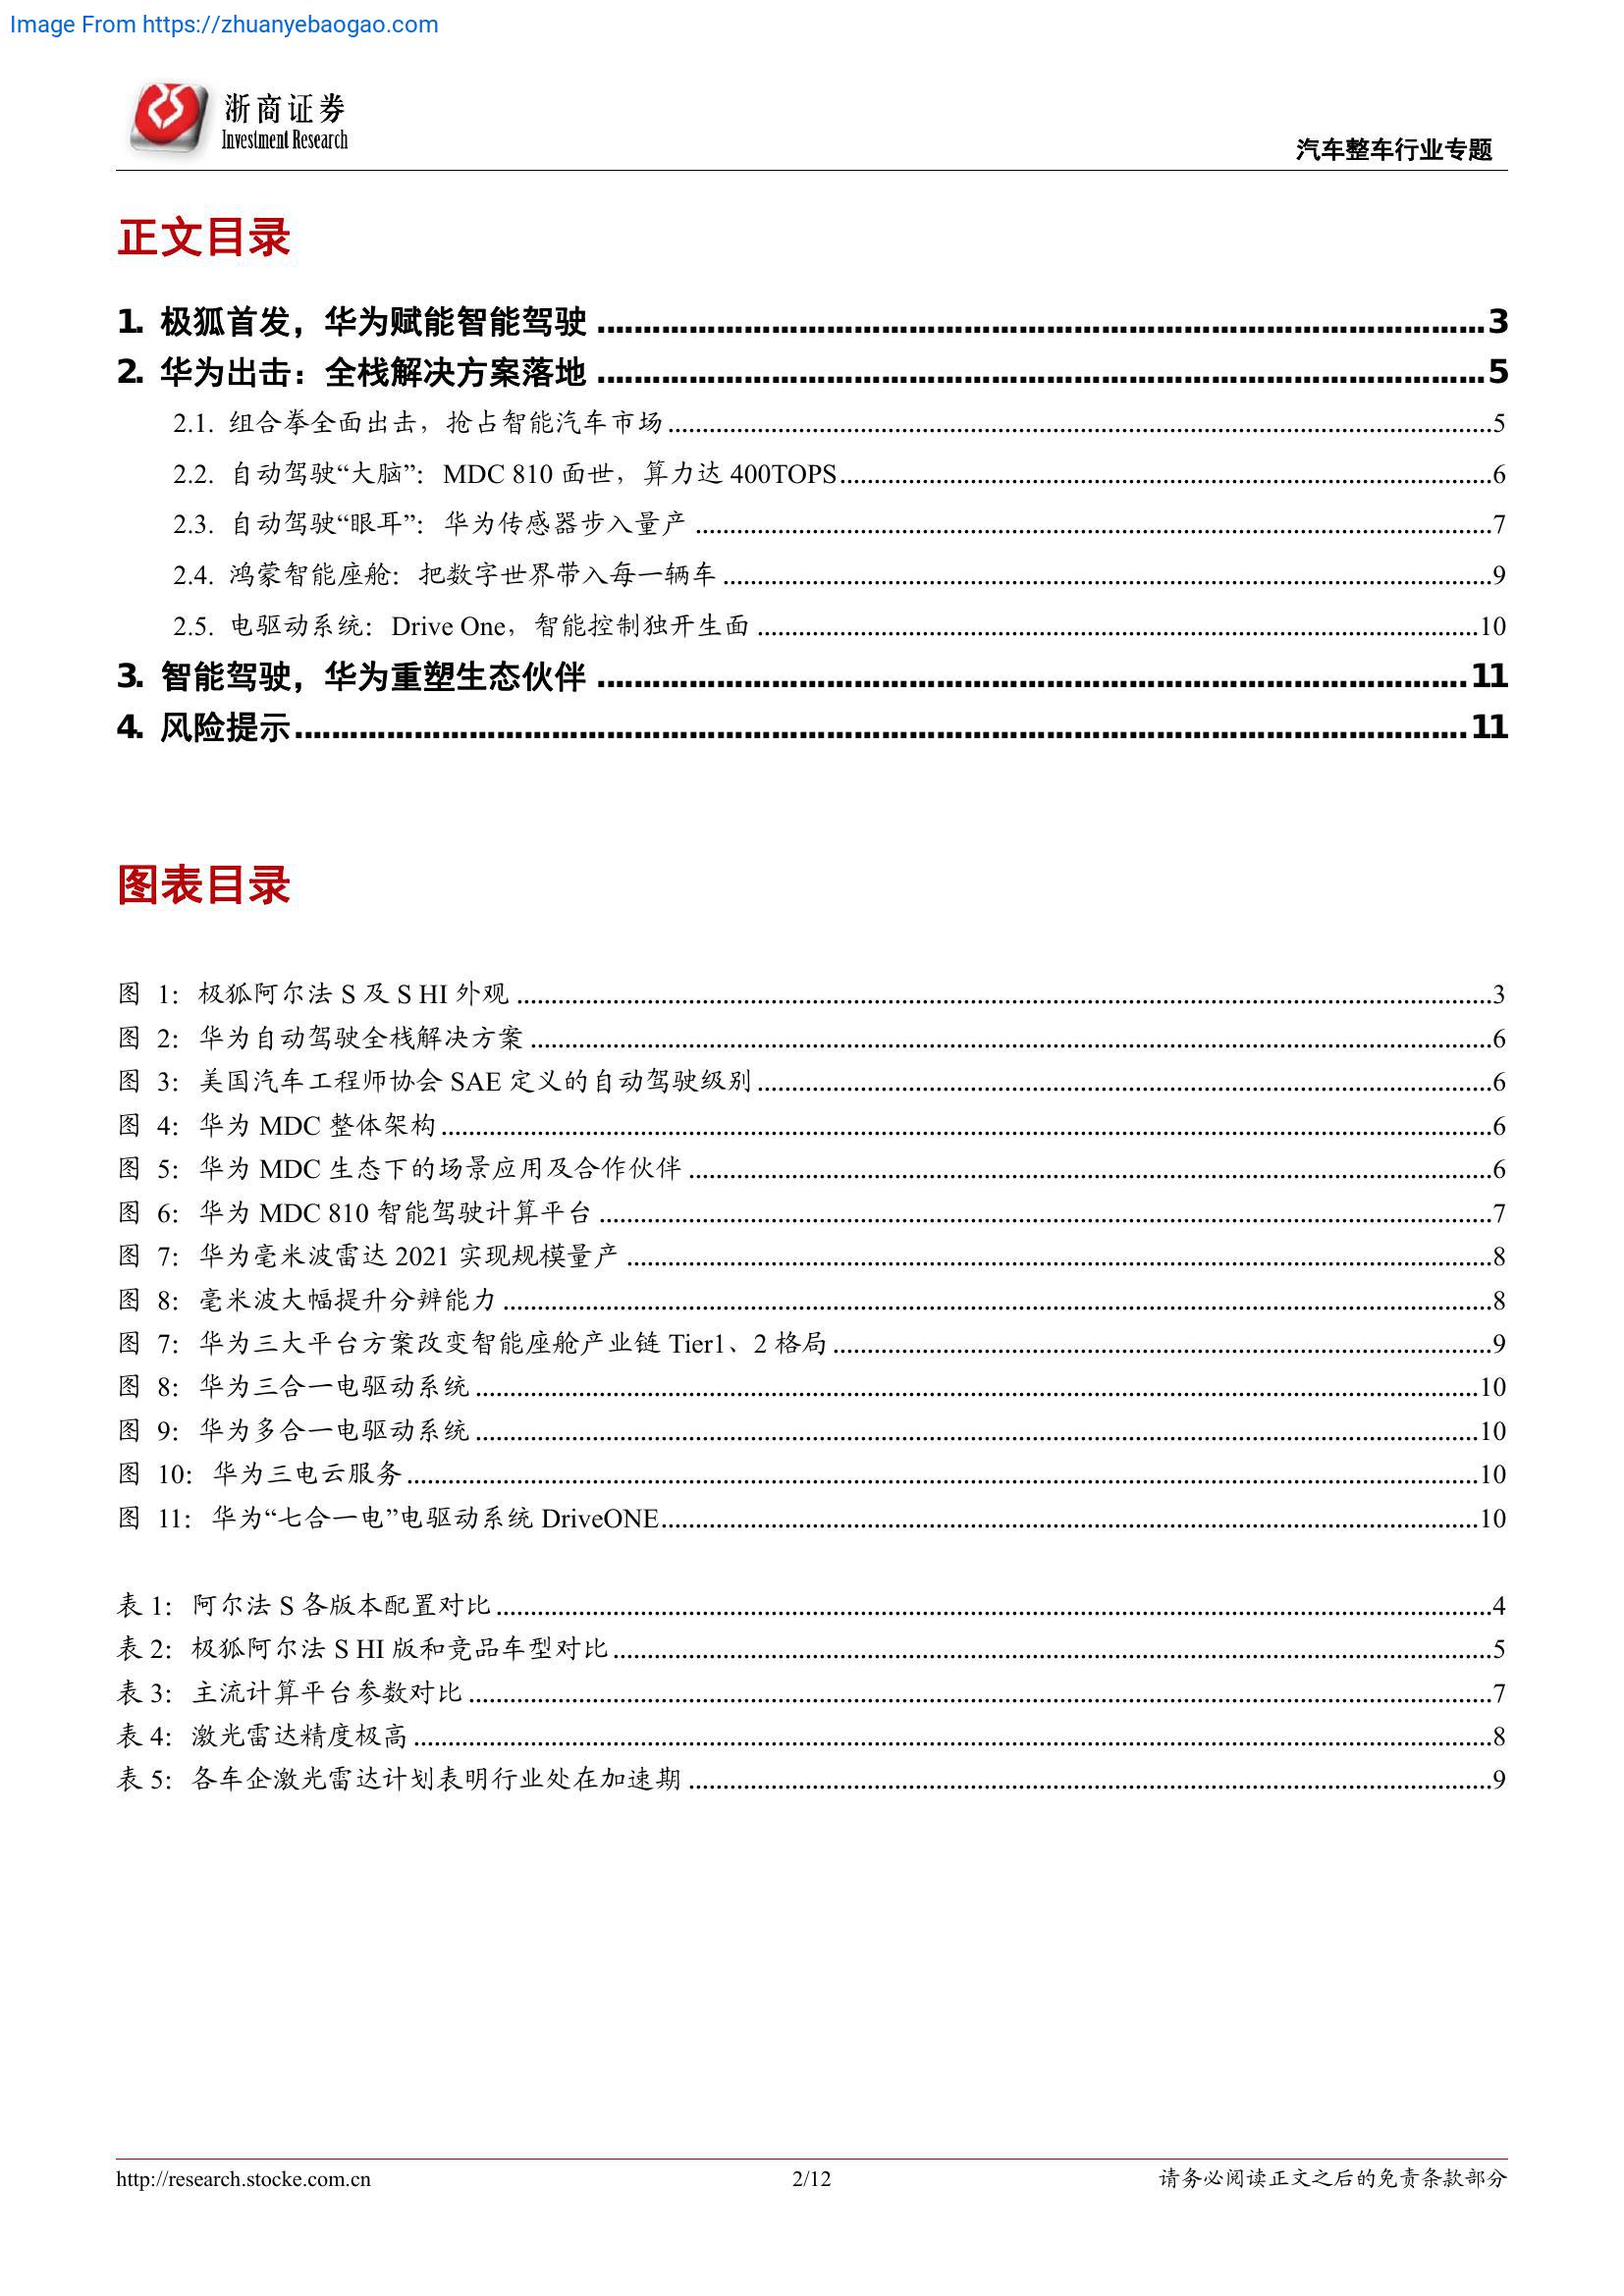 Image From https://zhuanyebaogao.com
浙商证券
Investment Research
汽车整车行业专题
正文目录
1. 极狐首发，华为赋能智能驾驶 ........ 3
2. 华为出击：全栈解决方案落地 ........ 5
2.1. 组合拳全面出击，抢占智能汽车市场 ........ 5
2.2. 自动驾驶“大脑”：MDC 810 面世，算力达 400TOPS ........ 6
2.3. 自动驾驶“眼耳”：华为传感器步入量产 ........ 7
2.4. 鸿蒙智能座舱：把数字世界带入每一辆车 ........ 9
2.5. 电驱动系统：Drive One，智能控制独开生面 ........ 10
3. 智能驾驶，华为重塑生态伙伴 ........ 11
4. 风险提示 ........ 11
图表目录
图 1：极狐阿尔法 S 及 S HI 外观 ........ 3
图 2：华为自动驾驶全栈解决方案 ........ 6
图 3：美国汽车工程师协会 SAE 定义的自动驾驶级别 ........ 6
图 4：华为 MDC 整体架构 ........ 6
图 5：华为 MDC 生态下的场景应用及合作伙伴 ........ 6
图 6：华为 MDC 810 智能驾驶计算平台 ........ 7
图 7：华为毫米波雷达 2021 实现规模量产 ........ 8
图 8：毫米波大幅提升分辨能力 ........ 8
图 7：华为三大平台方案改变智能座舱产业链 Tier1、2 格局 ........ 9
图 8：华为三合一电驱动系统 ........ 10
图 9：华为多合一电驱动系统 ........ 10
图 10：华为三电云服务 ........ 10
图 11：华为“七合一电”电驱动系统 DriveONE ........ 10
表 1：阿尔法 S 各版本配置对比 ........ 4
表 2：极狐阿尔法 S HI 版和竞品车型对比 ........ 5
表 3：主流计算平台参数对比 ........ 7
表 4：激光雷达精度极高 ........ 8
表 5：各车企激光雷达计划表明行业处在加速期 ........ 9
http://research.stocke.com.cn
2/12
请务必阅读正文之后的免责条款部分